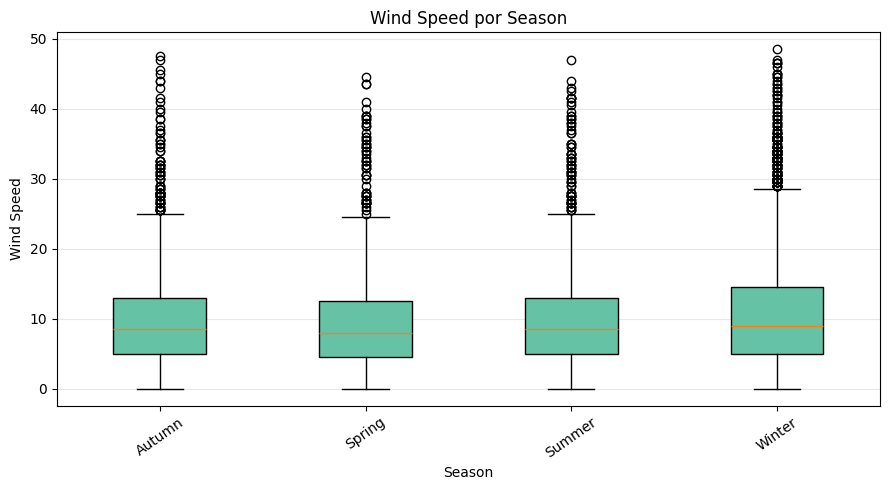 Wind Speed por Season
Wind Speed
50
40
30
20
10
0
Autumn
Spring
Summer
Winter
Season